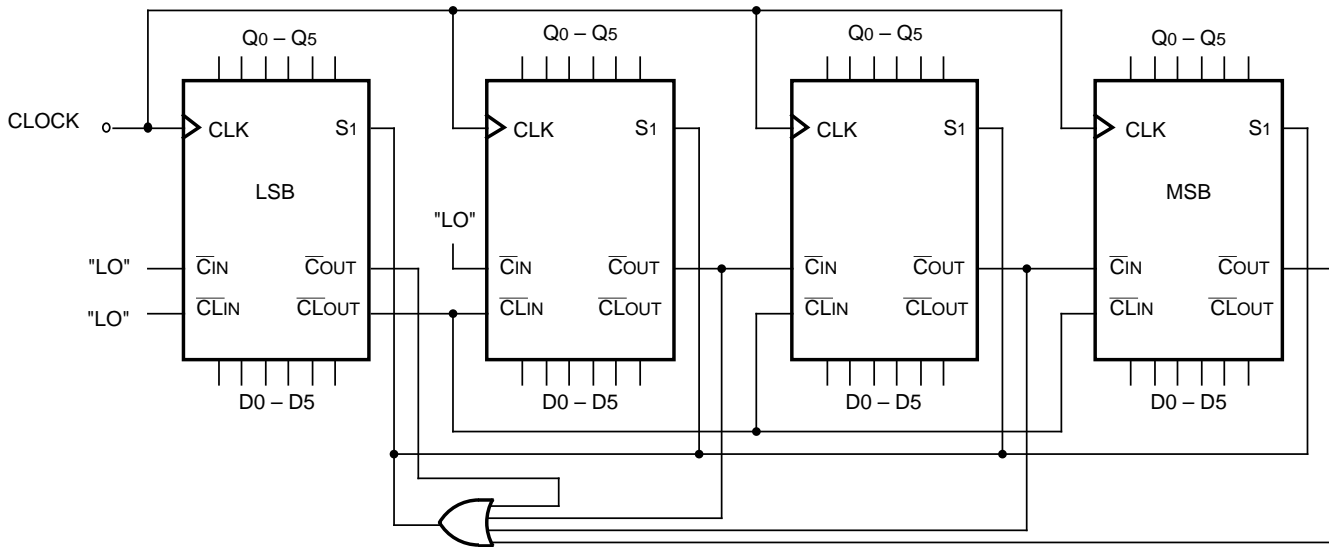 Q0 – Q5 Q0 – Q5 Q0 – Q5 Q0 – Q5
CLOCK CLK S1 CLK S1 CLK S1 CLK S1
LSB MSB
"LO"
"LO" C̅IN C̅OUT C̅IN C̅OUT C̅IN C̅OUT C̅IN C̅OUT
"LO" C̅L̅IN C̅L̅OUT C̅L̅IN C̅L̅OUT C̅L̅IN C̅L̅OUT C̅L̅IN C̅L̅OUT
D0 – D5 D0 – D5 D0 – D5 D0 – D5